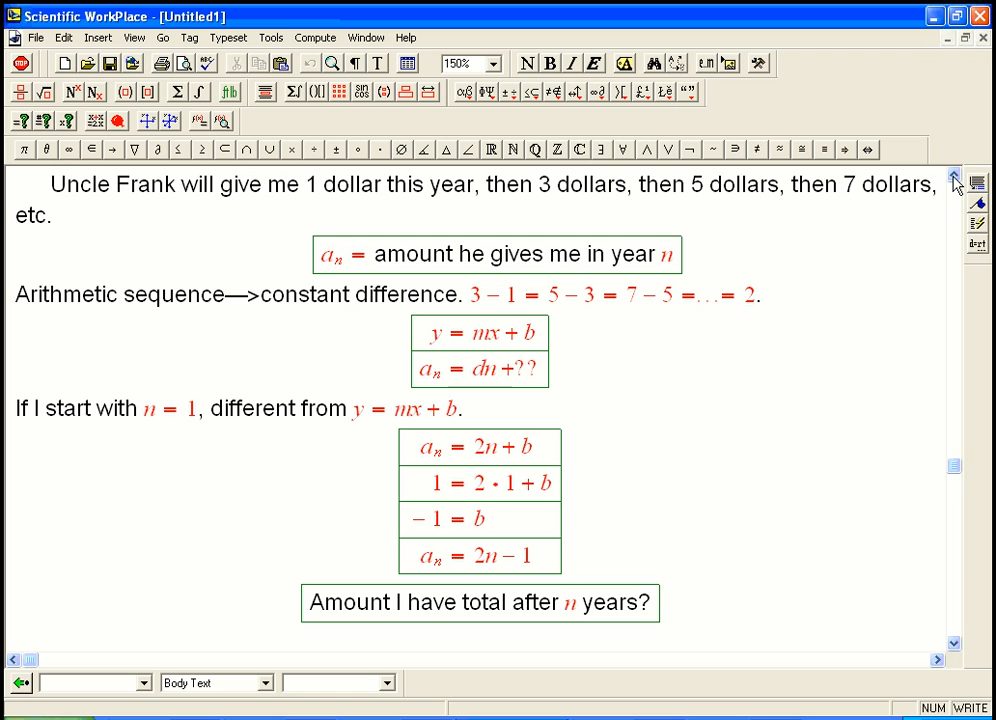 Scientific WorkPlace - [Untitled1]
File Edit Insert View Go Tag Typeset Tools Compute Window Help
150%
Uncle Frank will give me 1 dollar this year, then 3 dollars, then 5 dollars, then 7 dollars,
etc.
aₙ = amount he gives me in year n
Arithmetic sequence—>constant difference. 3 − 1 = 5 − 3 = 7 − 5 =...= 2.
y = mx + b
aₙ = dn +??
If I start with n = 1, different from y = mx + b.
aₙ = 2n + b
1 = 2 · 1 + b
− 1 = b
aₙ = 2n − 1
Amount I have total after n years?
Body Text
NUM WRITE